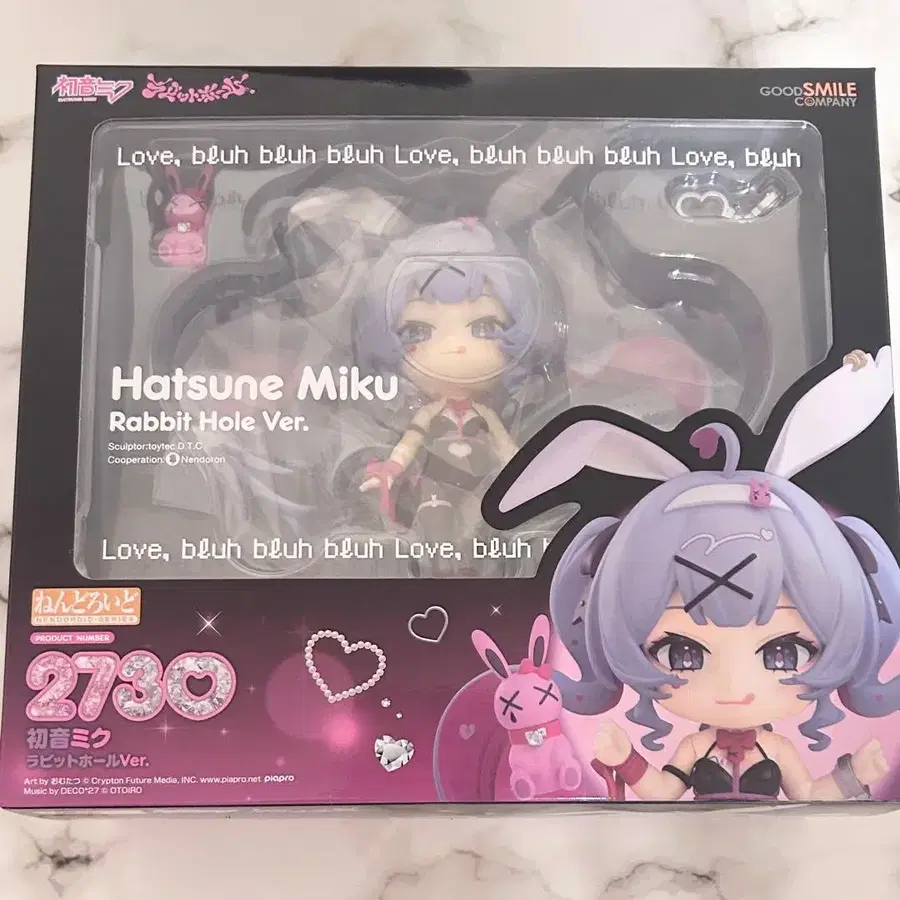 初音ミク
HATSUNE MIKU
ラビットホール
GOODSMILE
COMPANY
Love, bluh bluh bluh Love, bluh bluh bluh Love, bluh
Hatsune Miku
Rabbit Hole Ver.
Sculptor:toytec D.T.C
Cooperation: Nendoron
Love, bluh bluh bluh Love, bluh
ねんどろいど
NENDOROID SERIES
PRODUCT NUMBER
2730
初音ミク
ラビットホールVer.
Art by おむたつ © Crypton Future Media, INC. www.piapro.net piapro
Music by DECO*27 © OTOIRO